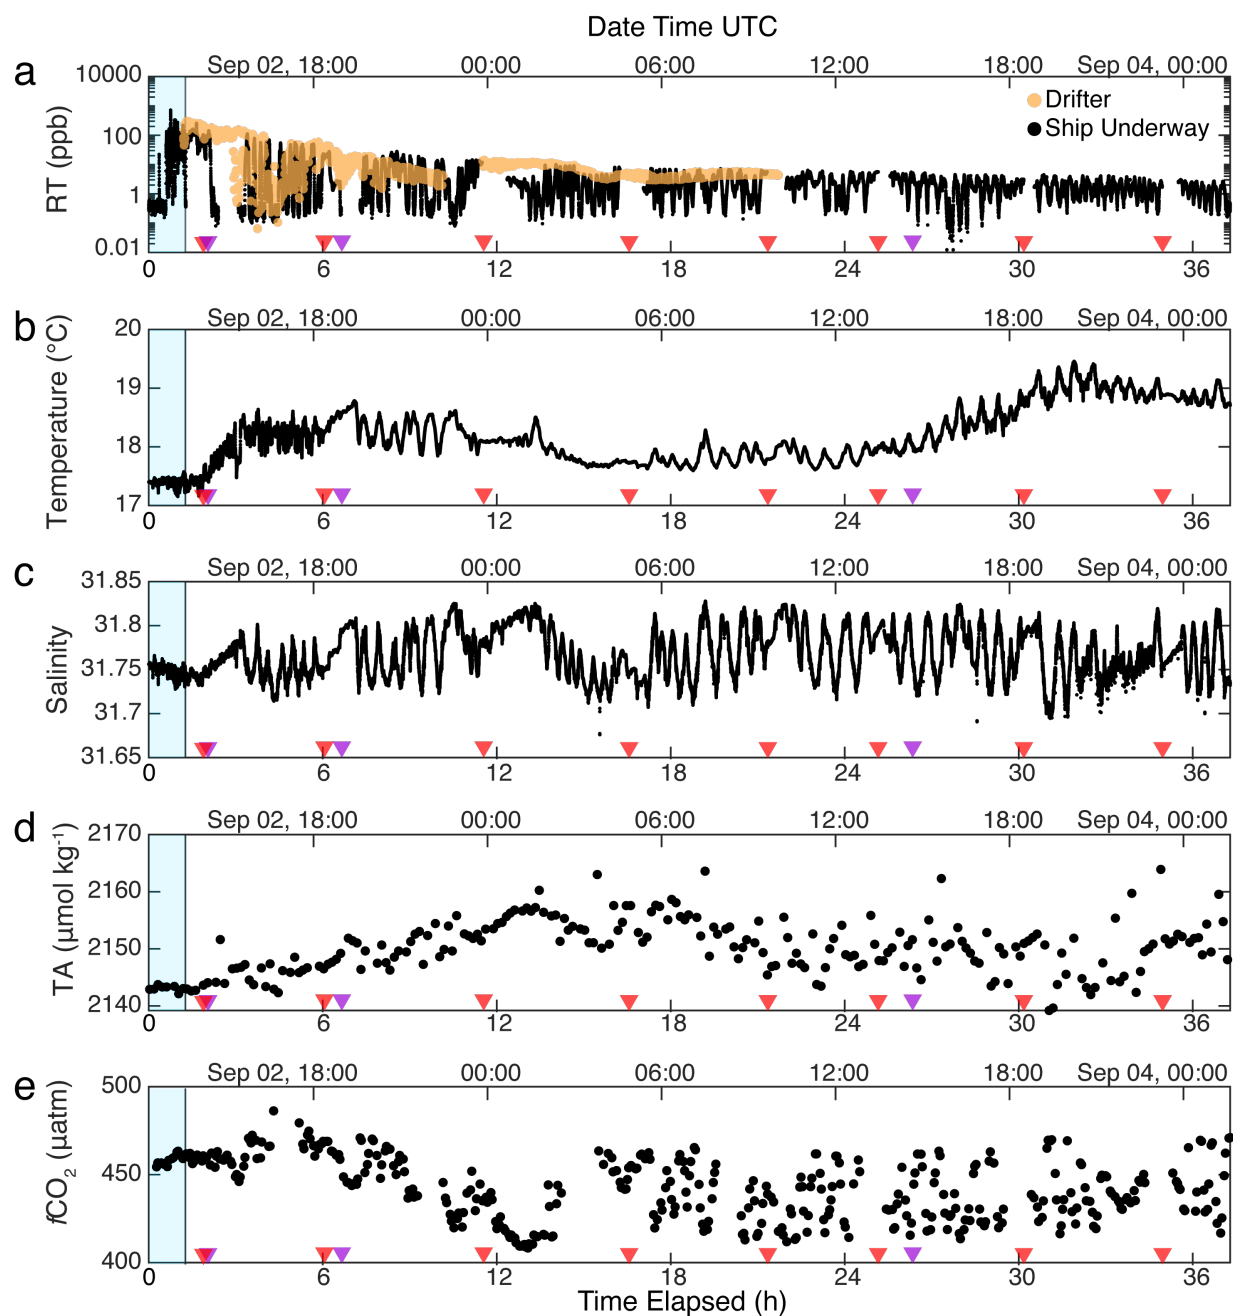 Date Time UTC
a
Sep 02, 18:00 00:00 06:00 12:00 18:00 Sep 04, 00:00
10000
100
1
0.01
RT (ppb)
Drifter
Ship Underway
0 6 12 18 24 30 36
b
Sep 02, 18:00 00:00 06:00 12:00 18:00 Sep 04, 00:00
20
19
18
17
Temperature (°C)
0 6 12 18 24 30 36
c
Sep 02, 18:00 00:00 06:00 12:00 18:00 Sep 04, 00:00
31.85
31.8
31.75
31.7
31.65
Salinity
0 6 12 18 24 30 36
d
Sep 02, 18:00 00:00 06:00 12:00 18:00 Sep 04, 00:00
2170
2160
2150
2140
TA (µmol kg⁻¹)
0 6 12 18 24 30 36
e
Sep 02, 18:00 00:00 06:00 12:00 18:00 Sep 04, 00:00
500
450
400
fCO₂ (µatm)
0 6 12 18 24 30 36
Time Elapsed (h)